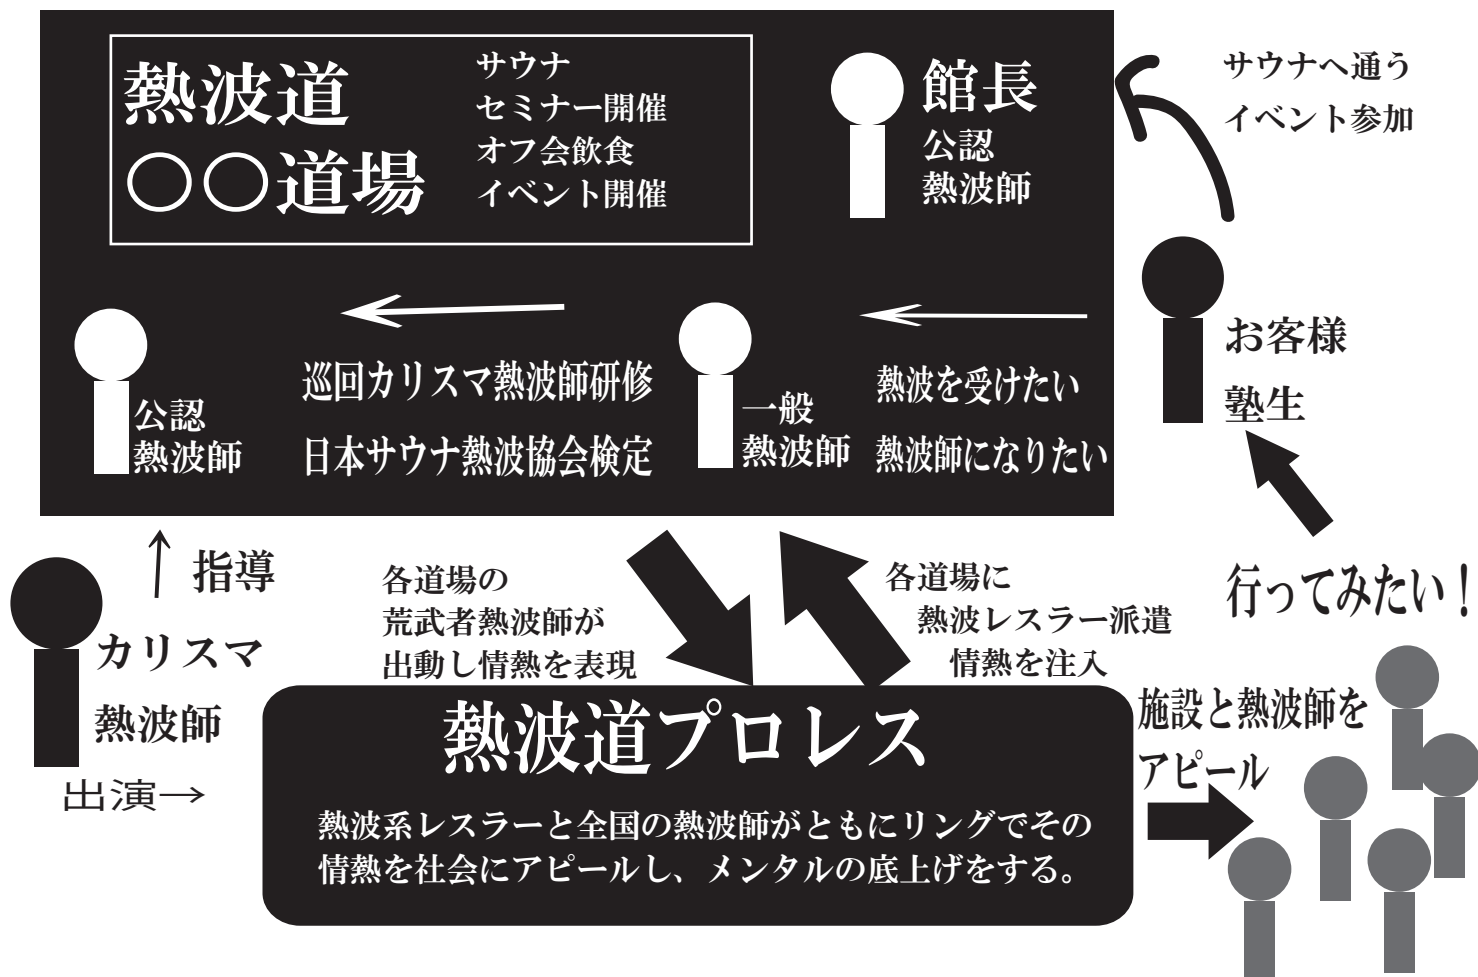 熱波道
〇〇道場
サウナ
セミナー開催
オフ会飲食
イベント開催
館長
公認
熱波師
サウナへ通う
イベント参加
公認
熱波師
巡回カリスマ熱波師研修
日本サウナ熱波協会検定
一般
熱波師
熱波を受けたい
熱波師になりたい
お客様
塾生
指導
カリスマ
熱波師
出演→
各道場の
荒武者熱波師が
出動し情熱を表現
各道場に
熱波レスラー派遣
情熱を注入
行ってみたい！
熱波道プロレス
熱波系レスラーと全国の熱波師がともにリングでその
情熱を社会にアピールし、メンタルの底上げをする。
施設と熱波師を
アピール